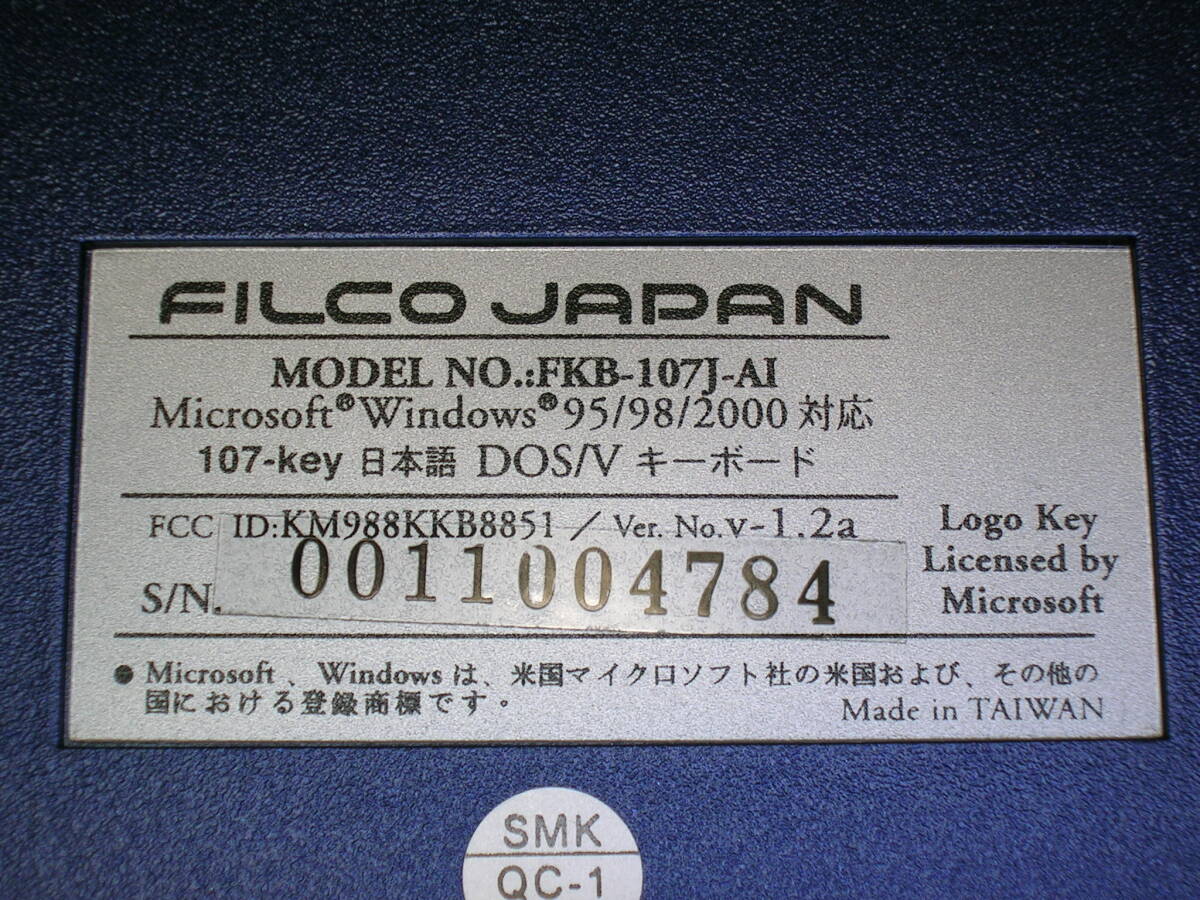 FILCO JAPAN
MODEL NO.:FKB-107J-AI
Microsoft®Windows®95/98/2000 対応
107-key 日本語 DOS/V キーボード
FCC ID:KM988KKB8851 / Ver. No.v-1.2a
S/N. 0011004784
Logo Key
Licensed by
Microsoft
● Microsoft 、Windows は、米国マイクロソフト社の米国および、その他の
国における登録商標です。
Made in TAIWAN
SMK
QC-1